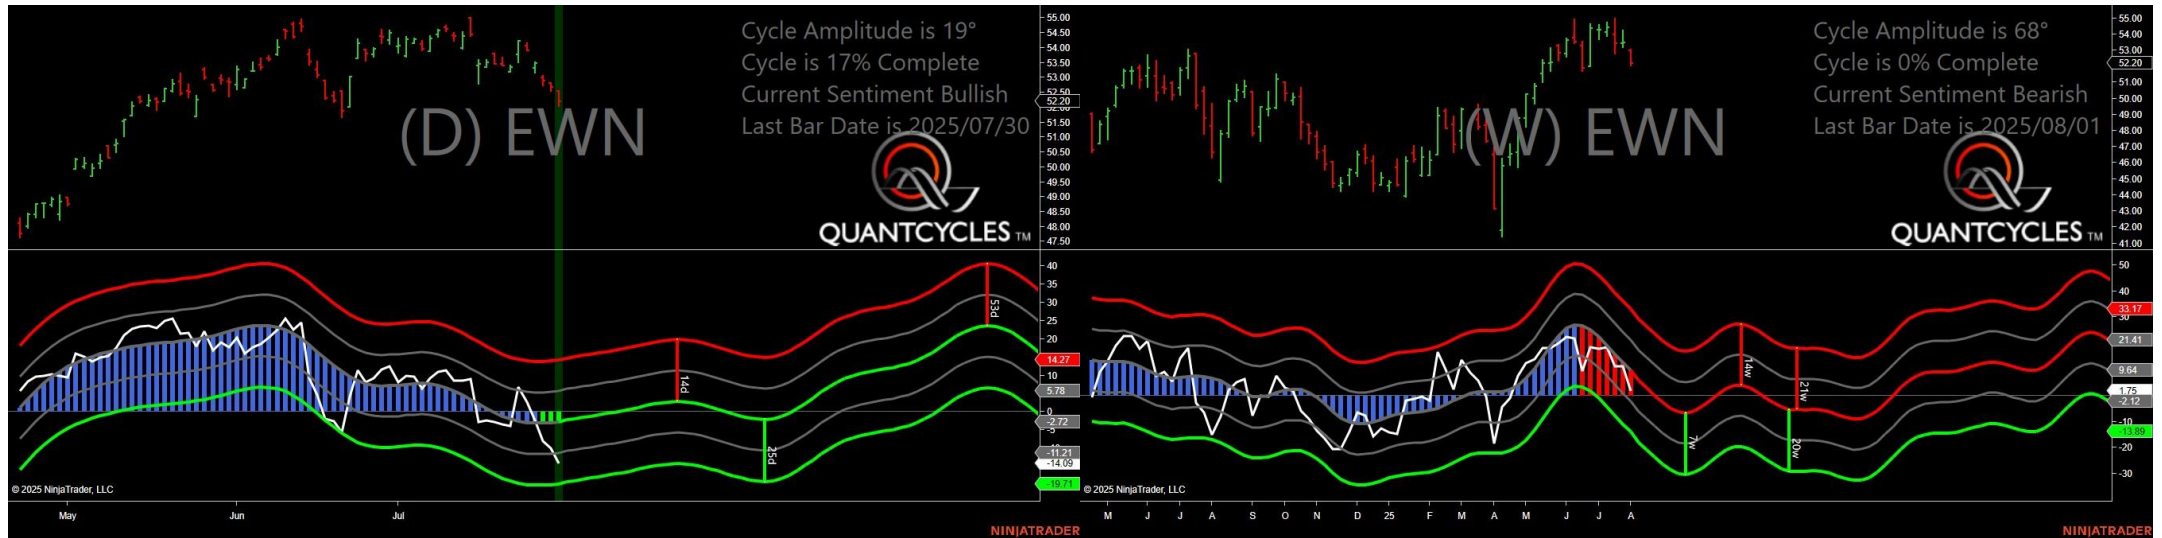 Cycle Amplitude is 19°
Cycle is 17% Complete
Current Sentiment Bullish
Last Bar Date is 2025/07/30
(D) EWN
QUANTCYCLES TM
55.00
54.50
54.00
53.50
53.00
52.50
52.20
52.00
51.50
51.00
50.50
50.00
49.50
49.00
48.50
48.00
47.50
40
35
30
25
20
14.27
10
5.78
0
-2.72
-5
-11.21
-14.09
-19.71
14d
25d
53d
© 2025 NinjaTrader, LLC
May
Jun
Jul
NINJATRADER
Cycle Amplitude is 68°
Cycle is 0% Complete
Current Sentiment Bearish
Last Bar Date is 2025/08/01
(W) EWN
QUANTCYCLES TM
55.00
54.00
53.00
52.20
51.00
50.00
49.00
48.00
47.00
46.00
45.00
44.00
43.00
42.00
41.00
50
40
33.17
30
21.41
9.64
1.75
-2.12
-10
-13.89
-20
-30
7w
14w
20w
21w
© 2025 NinjaTrader, LLC
M
J
J
A
S
O
N
D
25
F
M
A
M
J
J
A
NINJATRADER